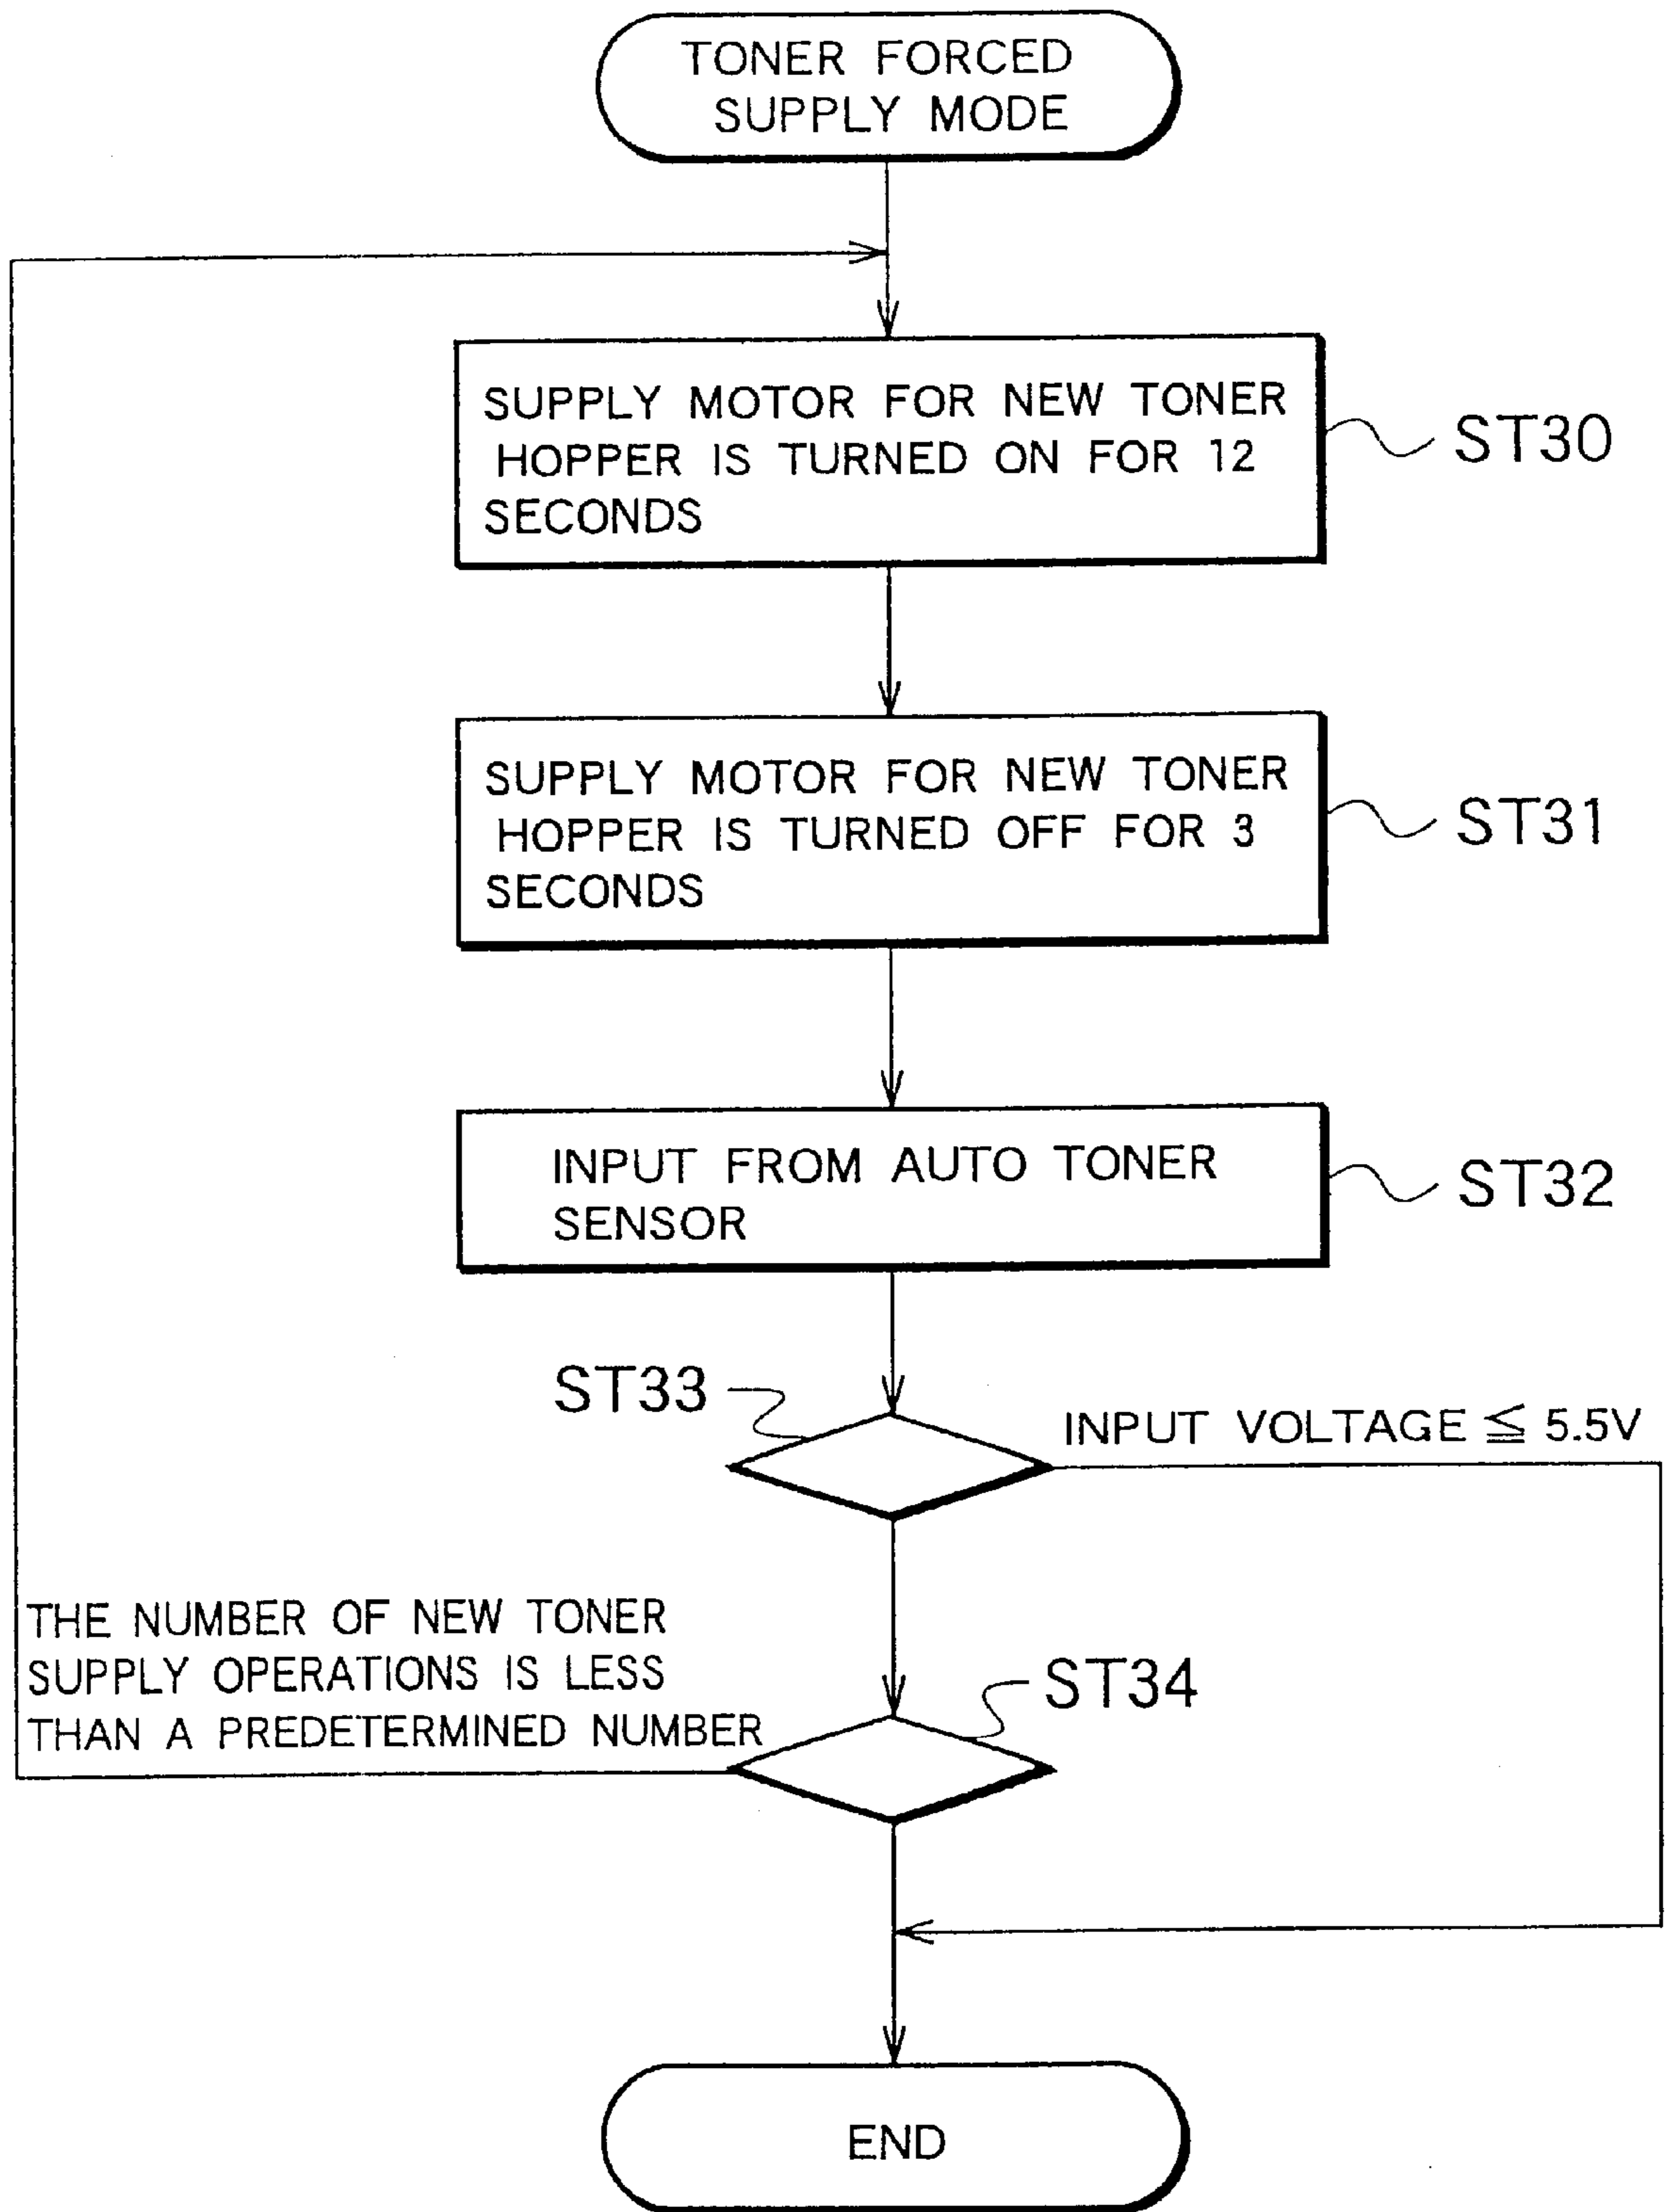 TONER FORCED
SUPPLY MODE
SUPPLY MOTOR FOR NEW TONER
HOPPER IS TURNED ON FOR 12
SECONDS
ST30
SUPPLY MOTOR FOR NEW TONER
HOPPER IS TURNED OFF FOR 3
SECONDS
ST31
INPUT FROM AUTO TONER
SENSOR
ST32
ST33
INPUT VOLTAGE ≦ 5.5V
THE NUMBER OF NEW TONER
SUPPLY OPERATIONS IS LESS
THAN A PREDETERMINED NUMBER
ST34
END